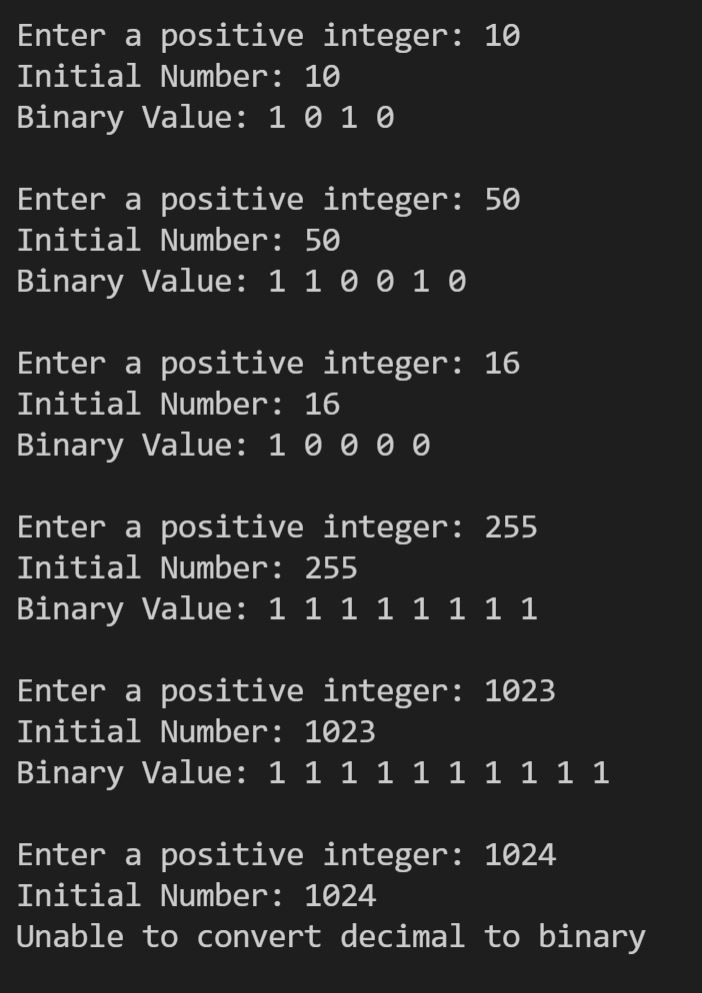 Enter a positive integer: 10
Initial Number: 10
Binary Value: 1 0 1 0
Enter a positive integer: 50
Initial Number: 50
Binary Value: 1 1 0 0 1 0
Enter a positive integer: 16
Initial Number: 16
Binary Value: 1 0 0 0 0
Enter a positive integer: 255
Initial Number: 255
Binary Value: 1 1 1 1 1 1 1 1
Enter a positive integer: 1023
Initial Number: 1023
Binary Value: 1 1 1 1 1 1 1 1 1 1
Enter a positive integer: 1024
Initial Number: 1024
Unable to convert decimal to binary